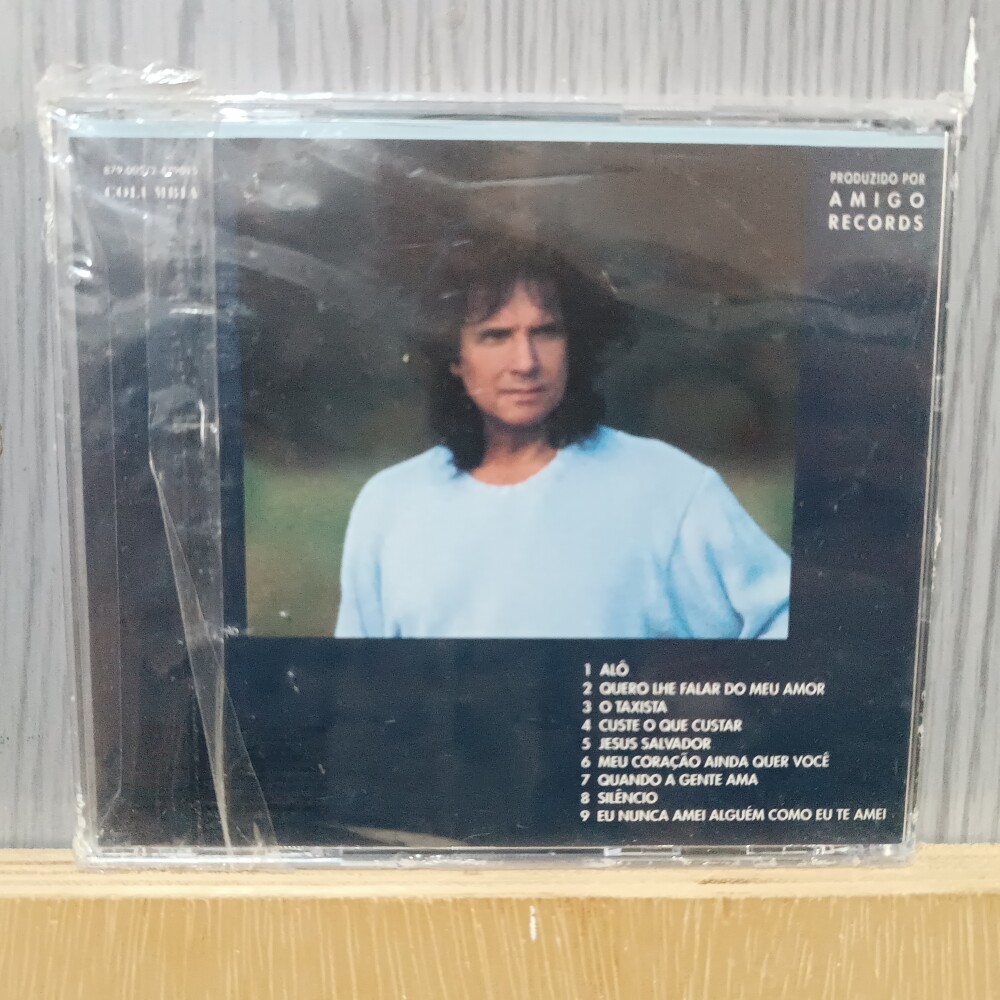 COLUMBIA
PRODUZIDO POR
AMIGO
RECORDS
1 ALÔ
2 QUERO LHE FALAR DO MEU AMOR
3 O TAXISTA
4 CUSTE O QUE CUSTAR
5 JESUS SALVADOR
6 MEU CORAÇÃO AINDA QUER VOCÊ
7 QUANDO A GENTE AMA
8 SILÊNCIO
9 EU NUNCA AMEI ALGUÉM COMO EU TE AMEI